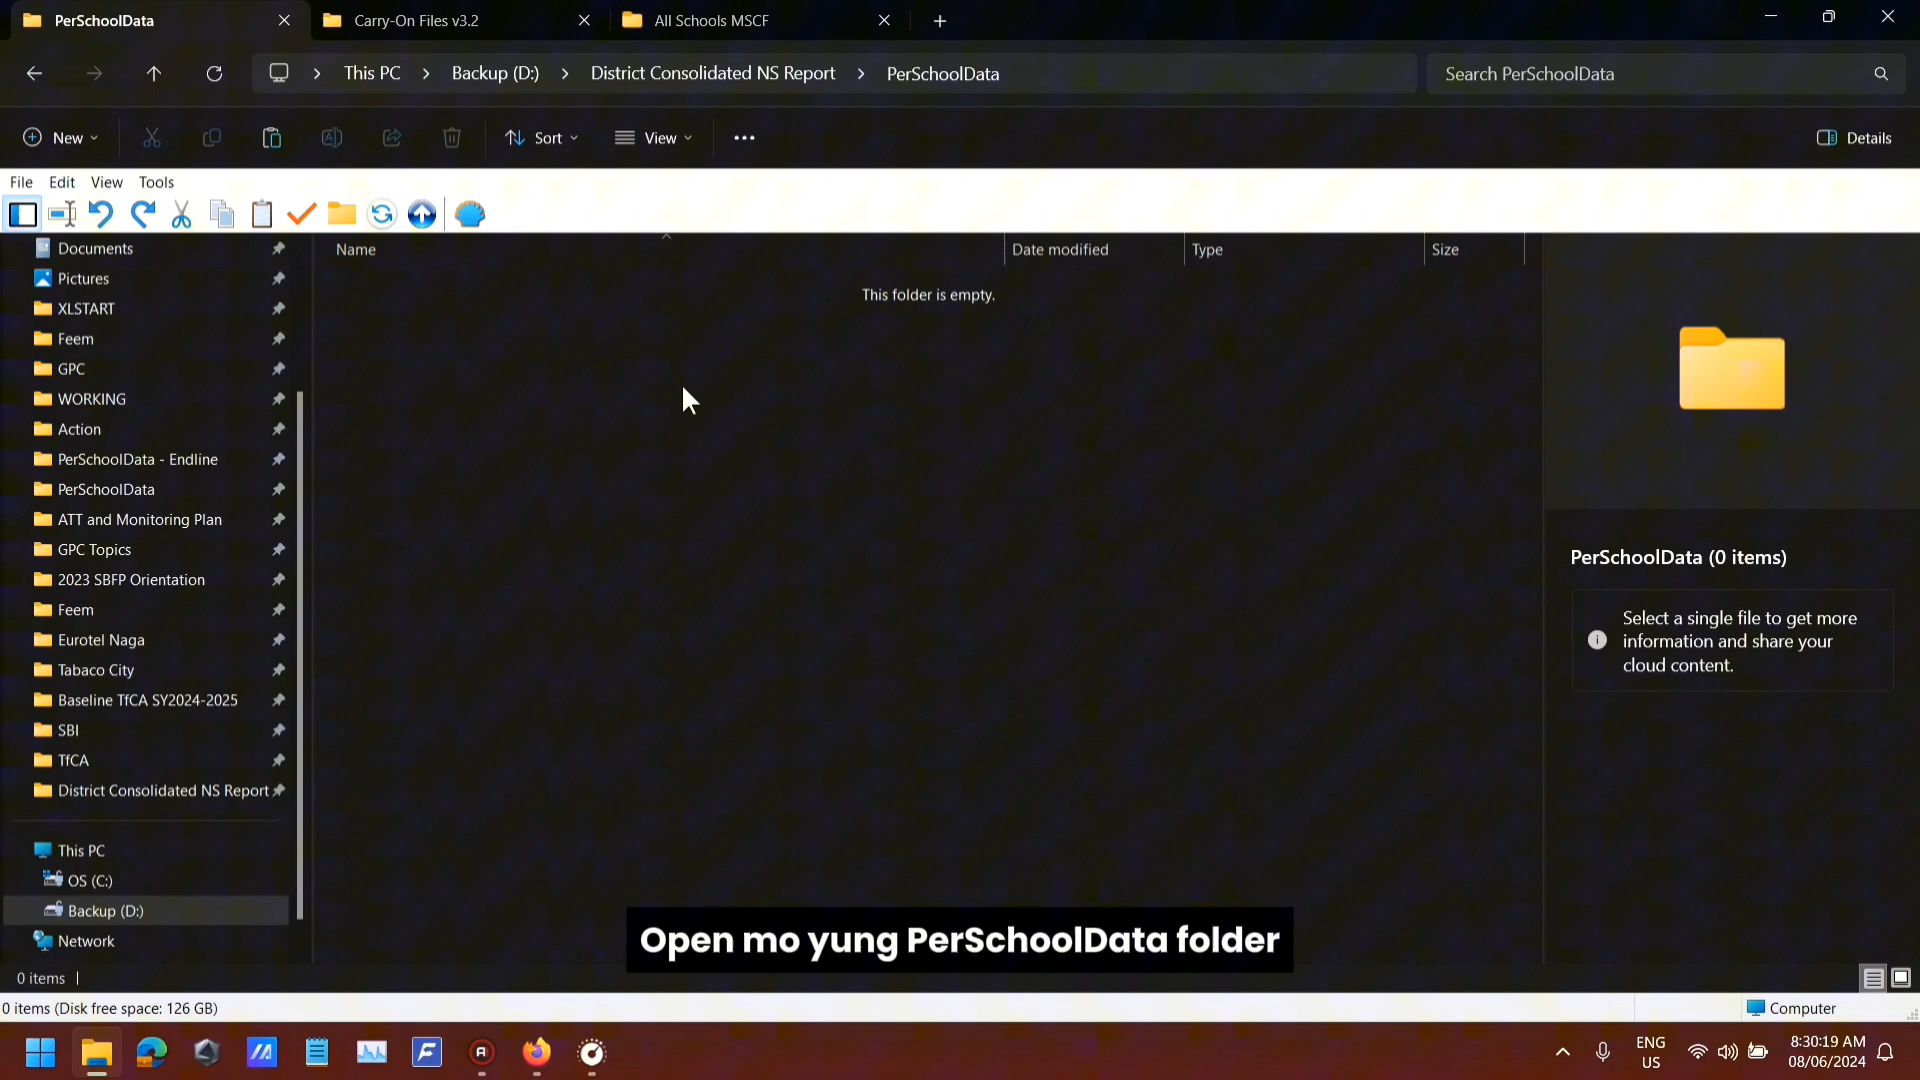 PerSchoolData
Carry-On Files v3.2
All Schools MSCF
This PC
Backup (D:)
District Consolidated NS Report
PerSchoolData
Search PerSchoolData
New
Sort
View
Details
File
Edit
View
Tools
Name
Date modified
Type
Size
Documents
Pictures
XLSTART
Feem
GPC
WORKING
Action
PerSchoolData - Endline
PerSchoolData
ATT and Monitoring Plan
GPC Topics
2023 SBFP Orientation
Feem
Eurotel Naga
Tabaco City
Baseline TfCA SY2024-2025
SBI
TfCA
District Consolidated NS Report
This PC
OS (C:)
Backup (D:)
Network
This folder is empty.
PerSchoolData (0 items)
Select a single file to get more
information and share your
cloud content.
Open mo yung PerSchoolData folder
0 items
0 items (Disk free space: 126 GB)
Computer
ENG
US
8:30:19 AM
08/06/2024